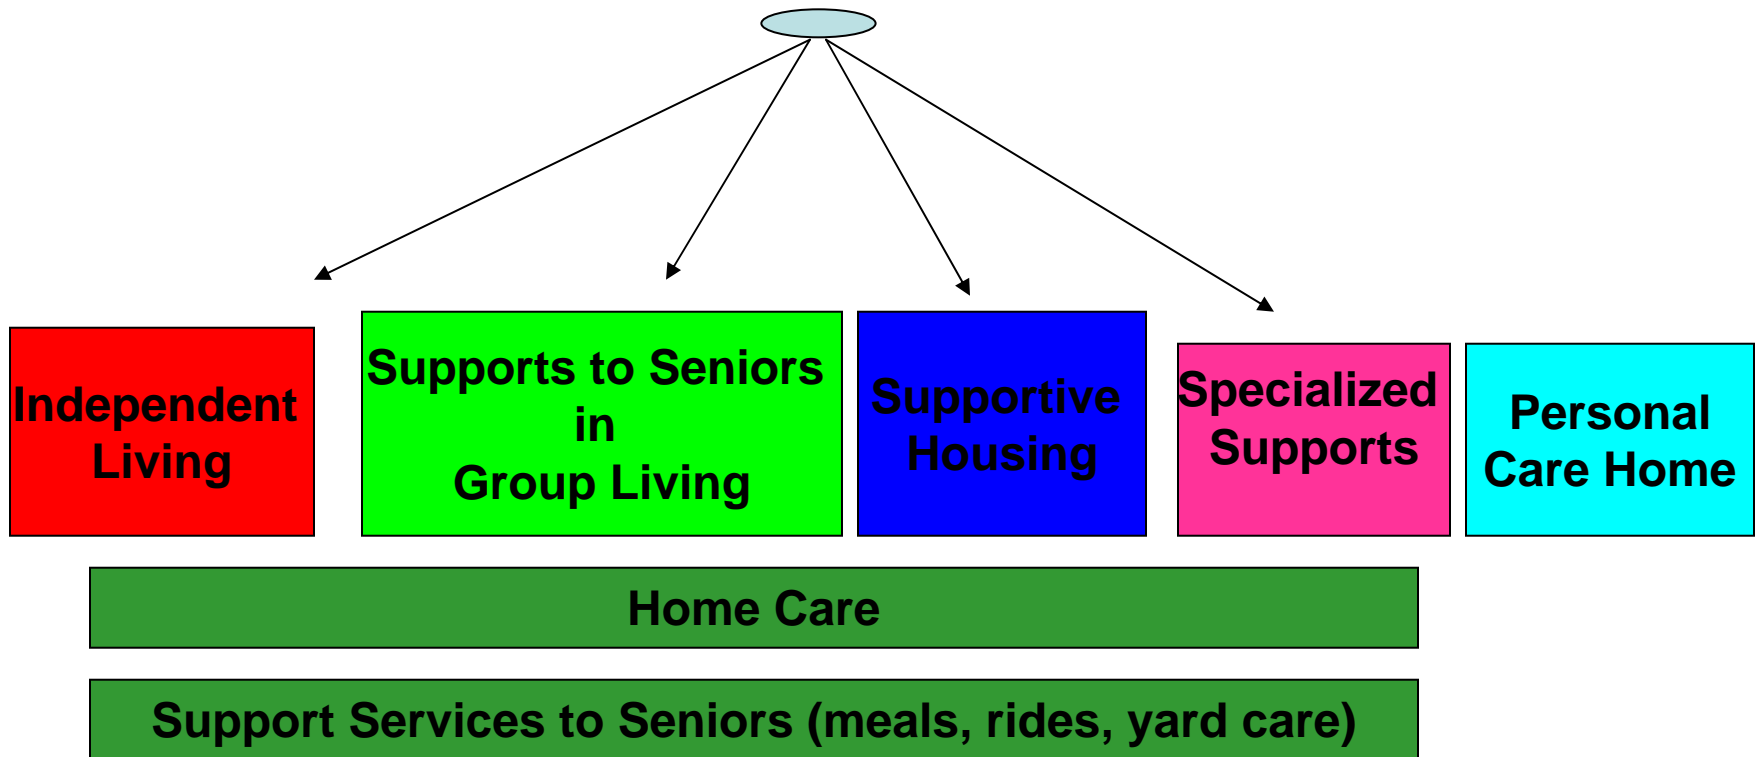 Independent
Living
Supports to Seniors
in
Group Living
Supportive
Housing
Specialized
Supports
Personal
Care Home
Home Care
Support Services to Seniors (meals, rides, yard care)